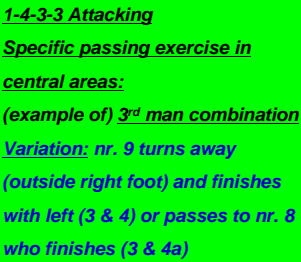 1-4-3-3 Attacking
Specific passing exercise in
central areas:
(example of) 3rd man combination
Variation: nr. 9 turns away
(outside right foot) and finishes
with left (3 & 4) or passes to nr. 8
who finishes (3 & 4a)